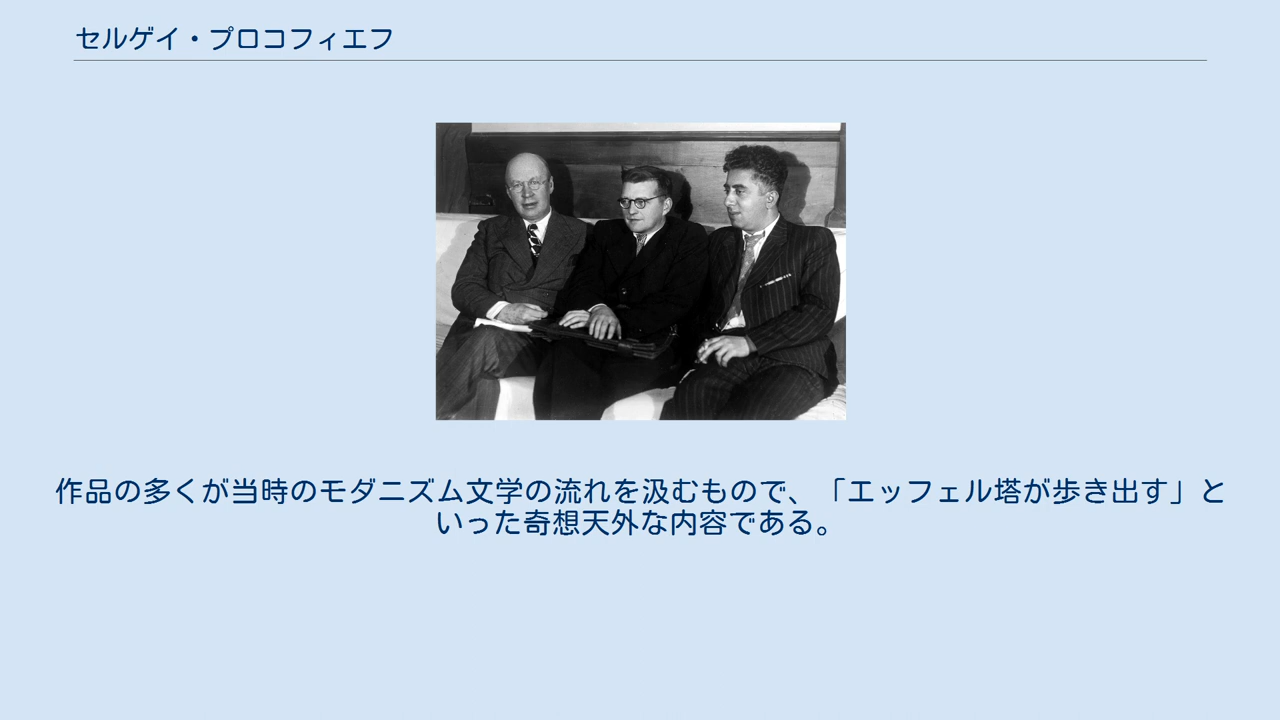 セルゲイ・プロコフィエフ
作品の多くが当時のモダニズム文学の流れを汲むもので、「エッフェル塔が歩き出す」と
いった奇想天外な内容である。